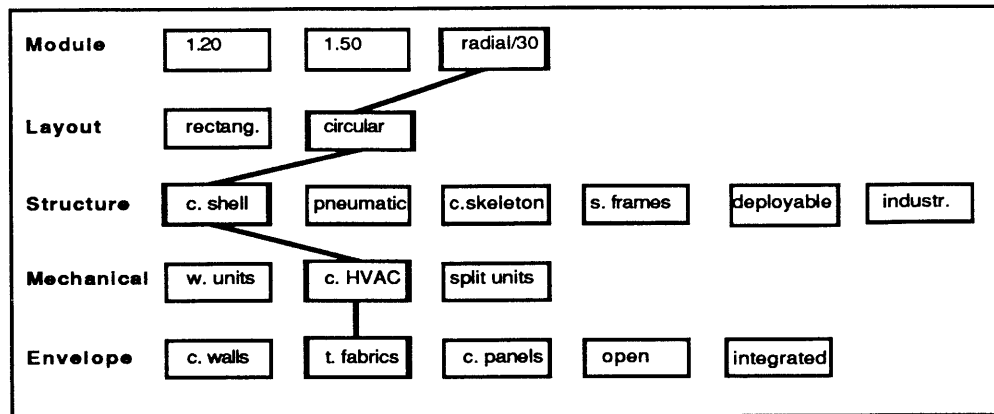 Module 1.20 1.50 radial/30
Layout rectang. circular
Structure c. shell pneumatic c.skeleton s. frames deployable industr.
Mechanical w. units c. HVAC split units
Envelope c. walls t. fabrics c. panels open integrated